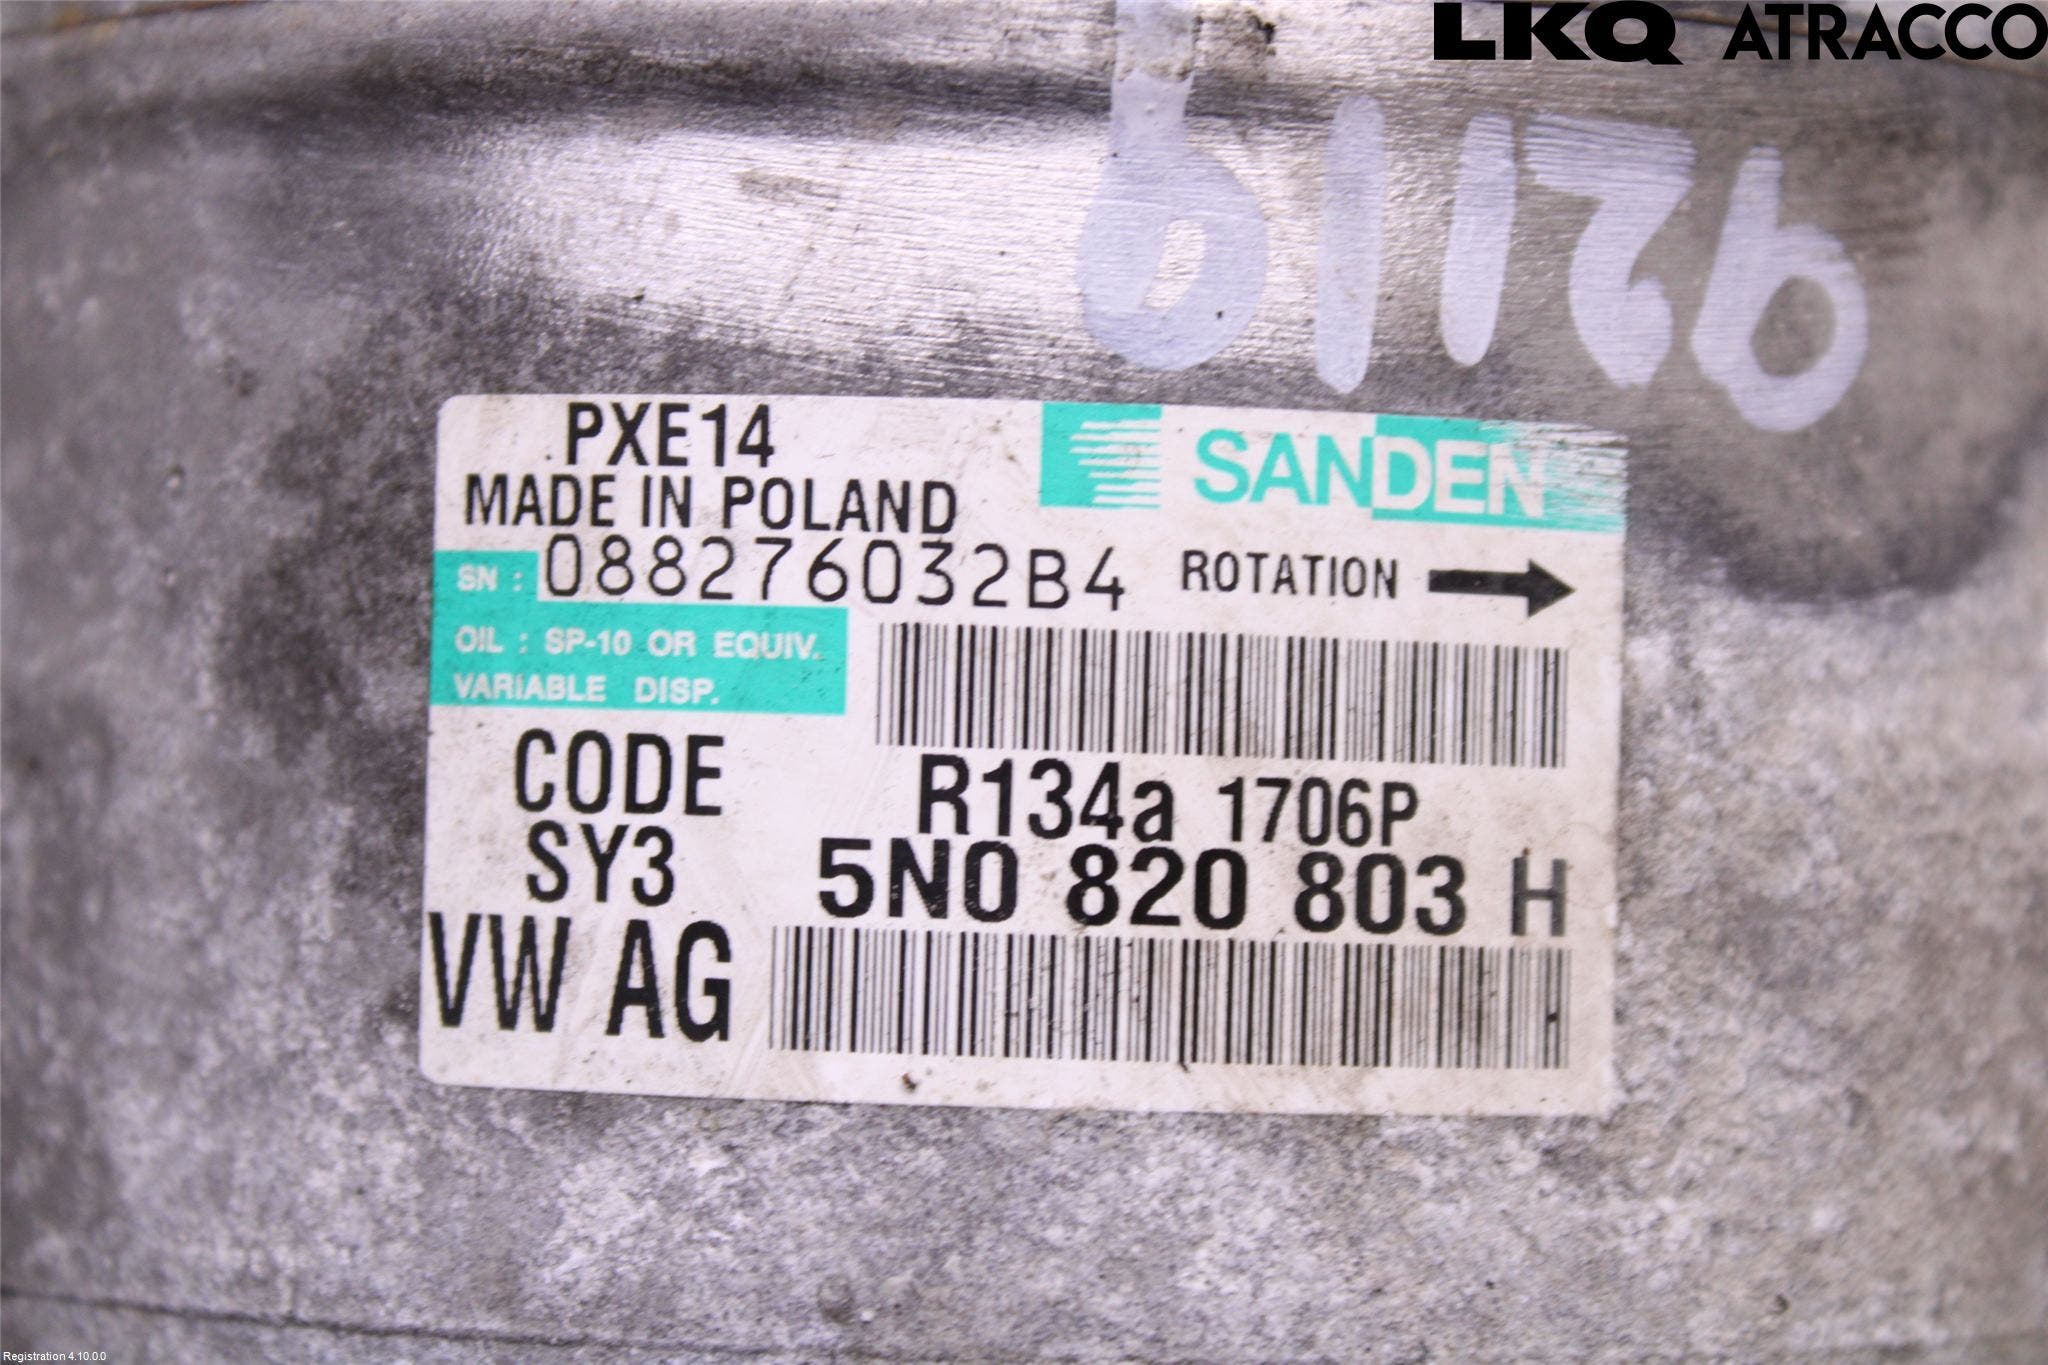 LKQ ATRACCO
PXE14
SANDEN
MADE IN POLAND
SN : 088276032B4
ROTATION
OIL : SP-10 OR EQUIV.
VARIABLE DISP.
CODE
R134a 1706P
SY3
5N0 820 803 H
VW AG
Registration 4.10.0.0